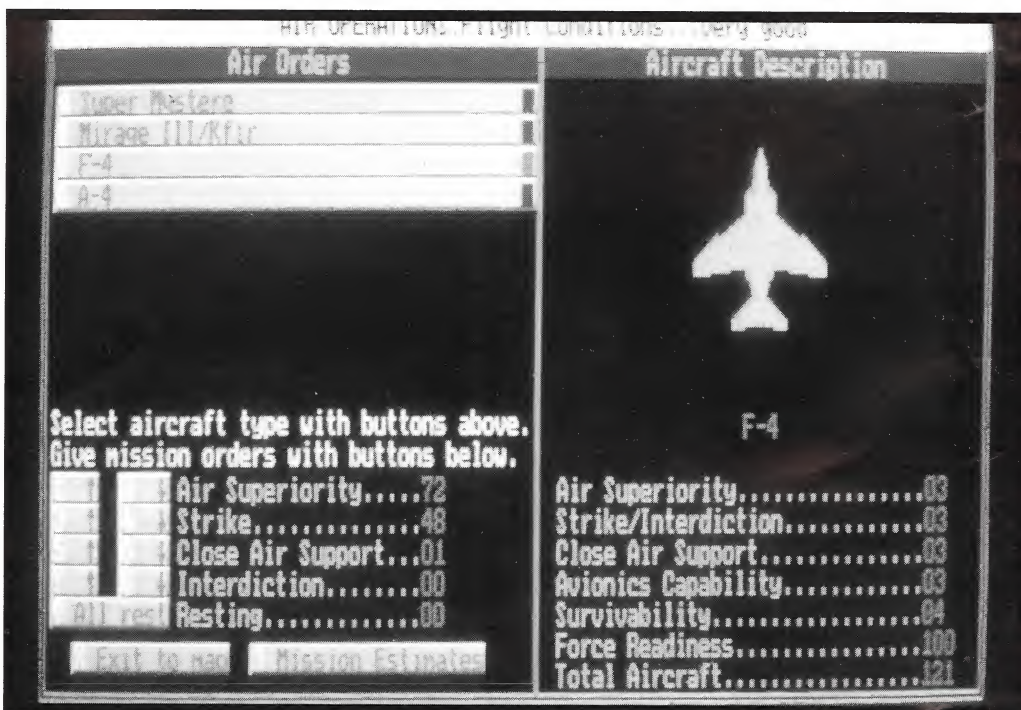 AIR OPERATIONS Flight Conditions...Very good
Air Orders
Super Mystere
Mirage III/Kfir
F-4
A-4
Select aircraft type with buttons above.
Give mission orders with buttons below.
↑ ↓ Air Superiority.....72
↑ ↓ Strike..............48
↑ ↓ Close Air Support...01
↑ ↓ Interdiction........00
All rest Resting.............00
Exit to map Mission Estimates
Aircraft Description
F-4
Air Superiority................03
Strike/Interdiction............03
Close Air Support..............03
Avionics Capability............03
Survivability..................04
Force Readiness................100
Total Aircraft.................121